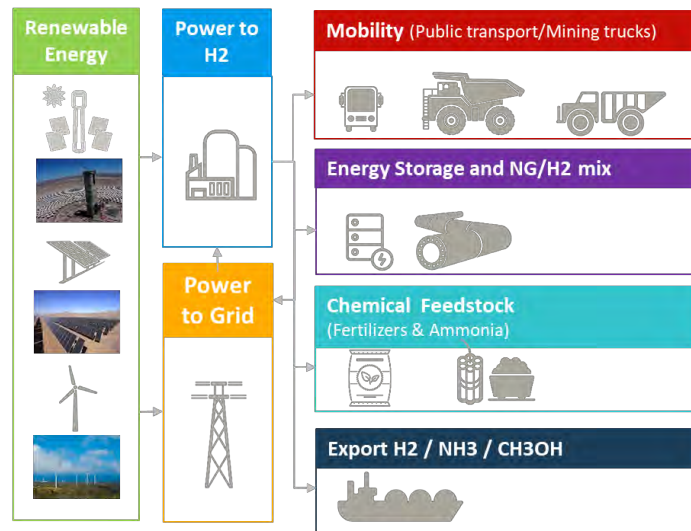 Renewable
Energy
Power to
H2
Power
to Grid
Mobility (Public transport/Mining trucks)
Energy Storage and NG/H2 mix
Chemical Feedstock
(Fertilizers & Ammonia)
Export H2 / NH3 / CH3OH